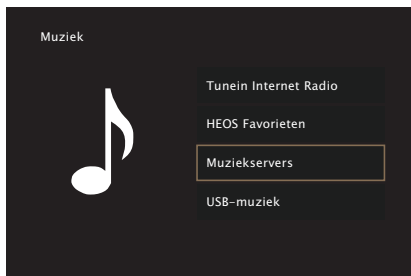 Muziek
Tunein Internet Radio
HEOS Favorieten
Muziekservers
USB-muziek